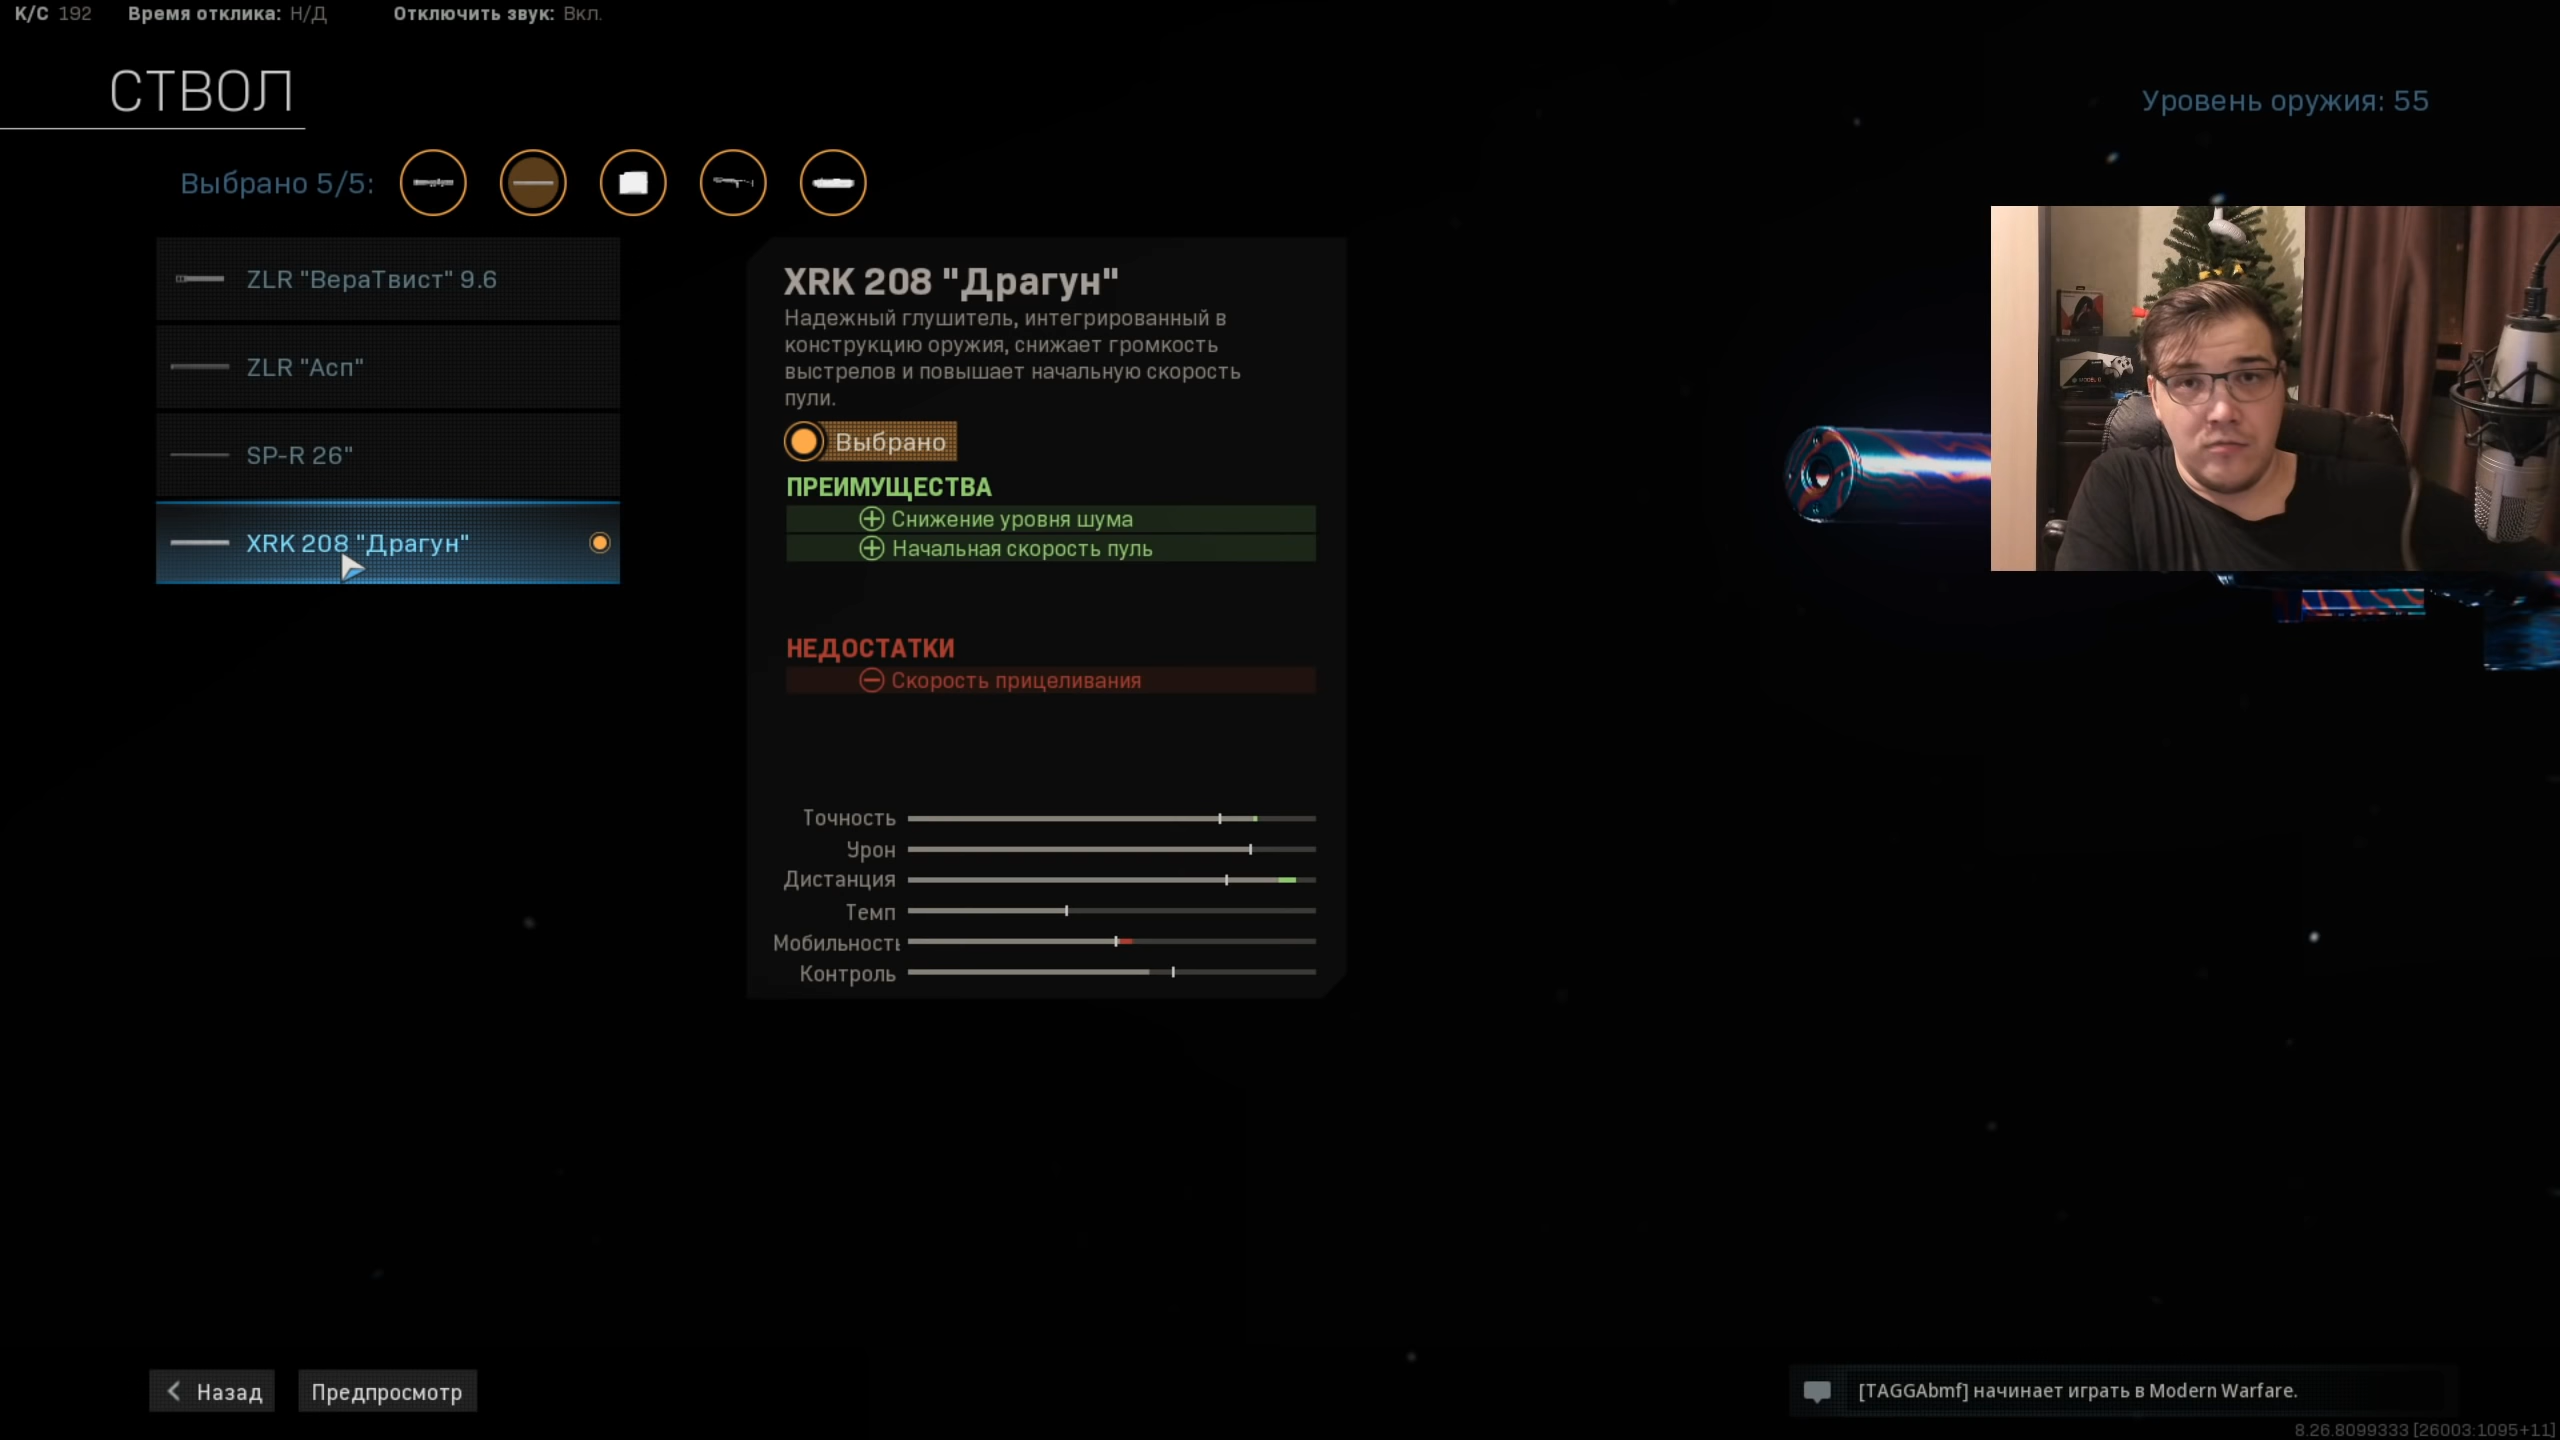 К/С 192 Время отклика: Н/Д Отключить звук: Вкл.
СТВОЛ
Уровень оружия: 55
Выбрано 5/5:
ZLR "ВераТвист" 9.6
ZLR "Асп"
SP-R 26"
XRK 208 "Драгун"
XRK 208 "Драгун"
Надежный глушитель, интегрированный в
конструкцию оружия, снижает громкость
выстрелов и повышает начальную скорость
пули.
Выбрано
ПРЕИМУЩЕСТВА
Снижение уровня шума
Начальная скорость пуль
НЕДОСТАТКИ
Скорость прицеливания
Точность
Урон
Дистанция
Темп
Мобильность
Контроль
Назад
Предпросмотр
[TAGGAbmf] начинает играть в Modern Warfare.
8.26.8099333 [26003:1095+11]